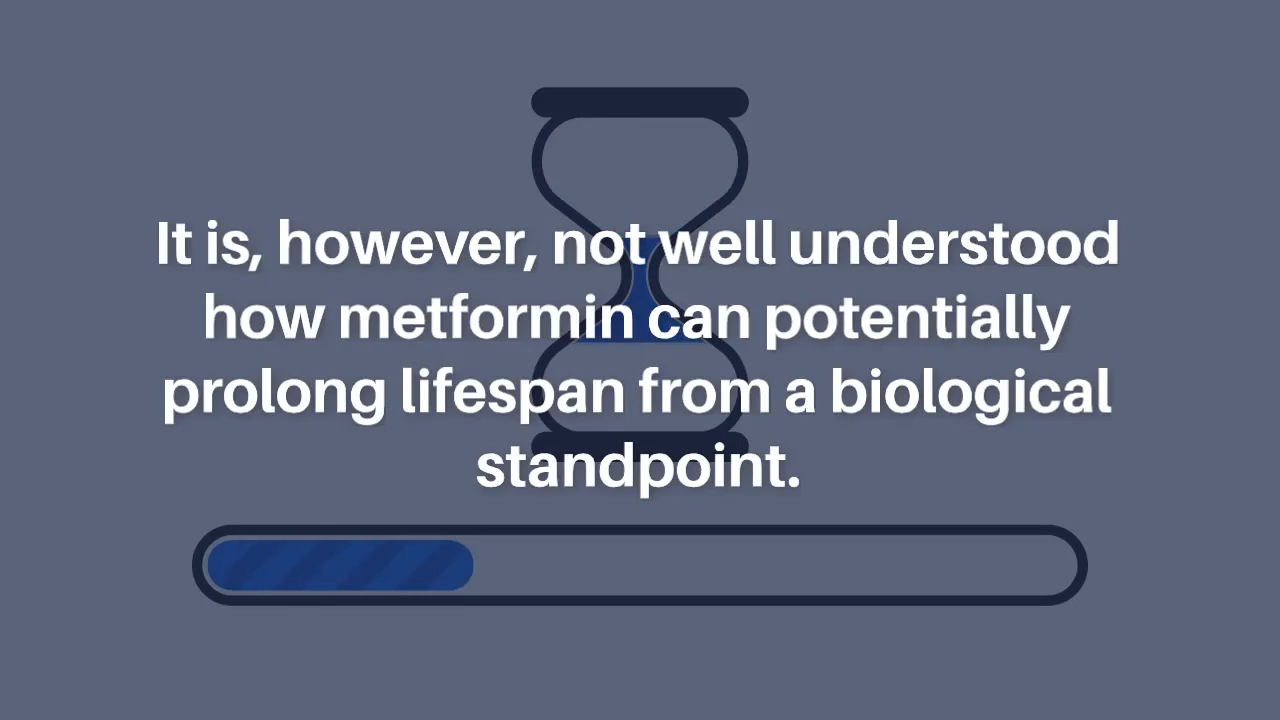 It is, however, not well understood
how metformin can potentially
prolong lifespan from a biological
standpoint.